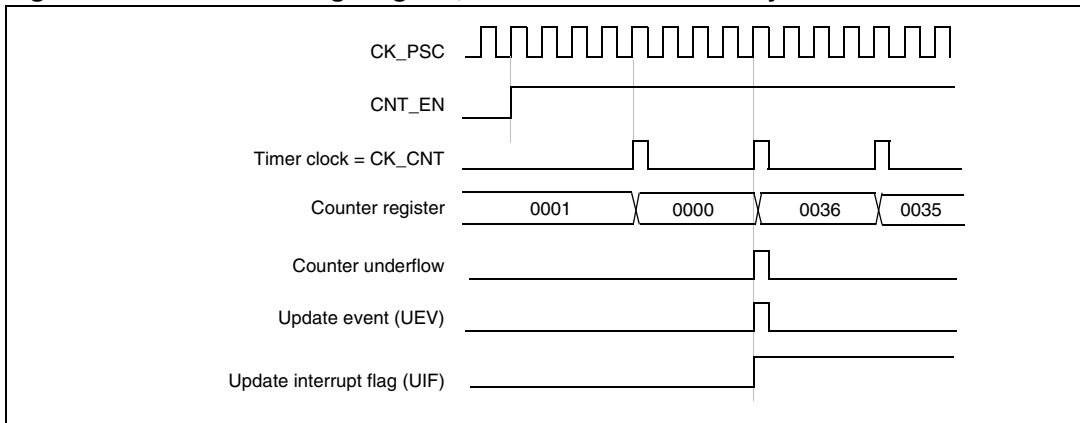 CK_PSC
CNT_EN
Timer clock = CK_CNT
Counter register 0001 0000 0036 0035
Counter underflow
Update event (UEV)
Update interrupt flag (UIF)